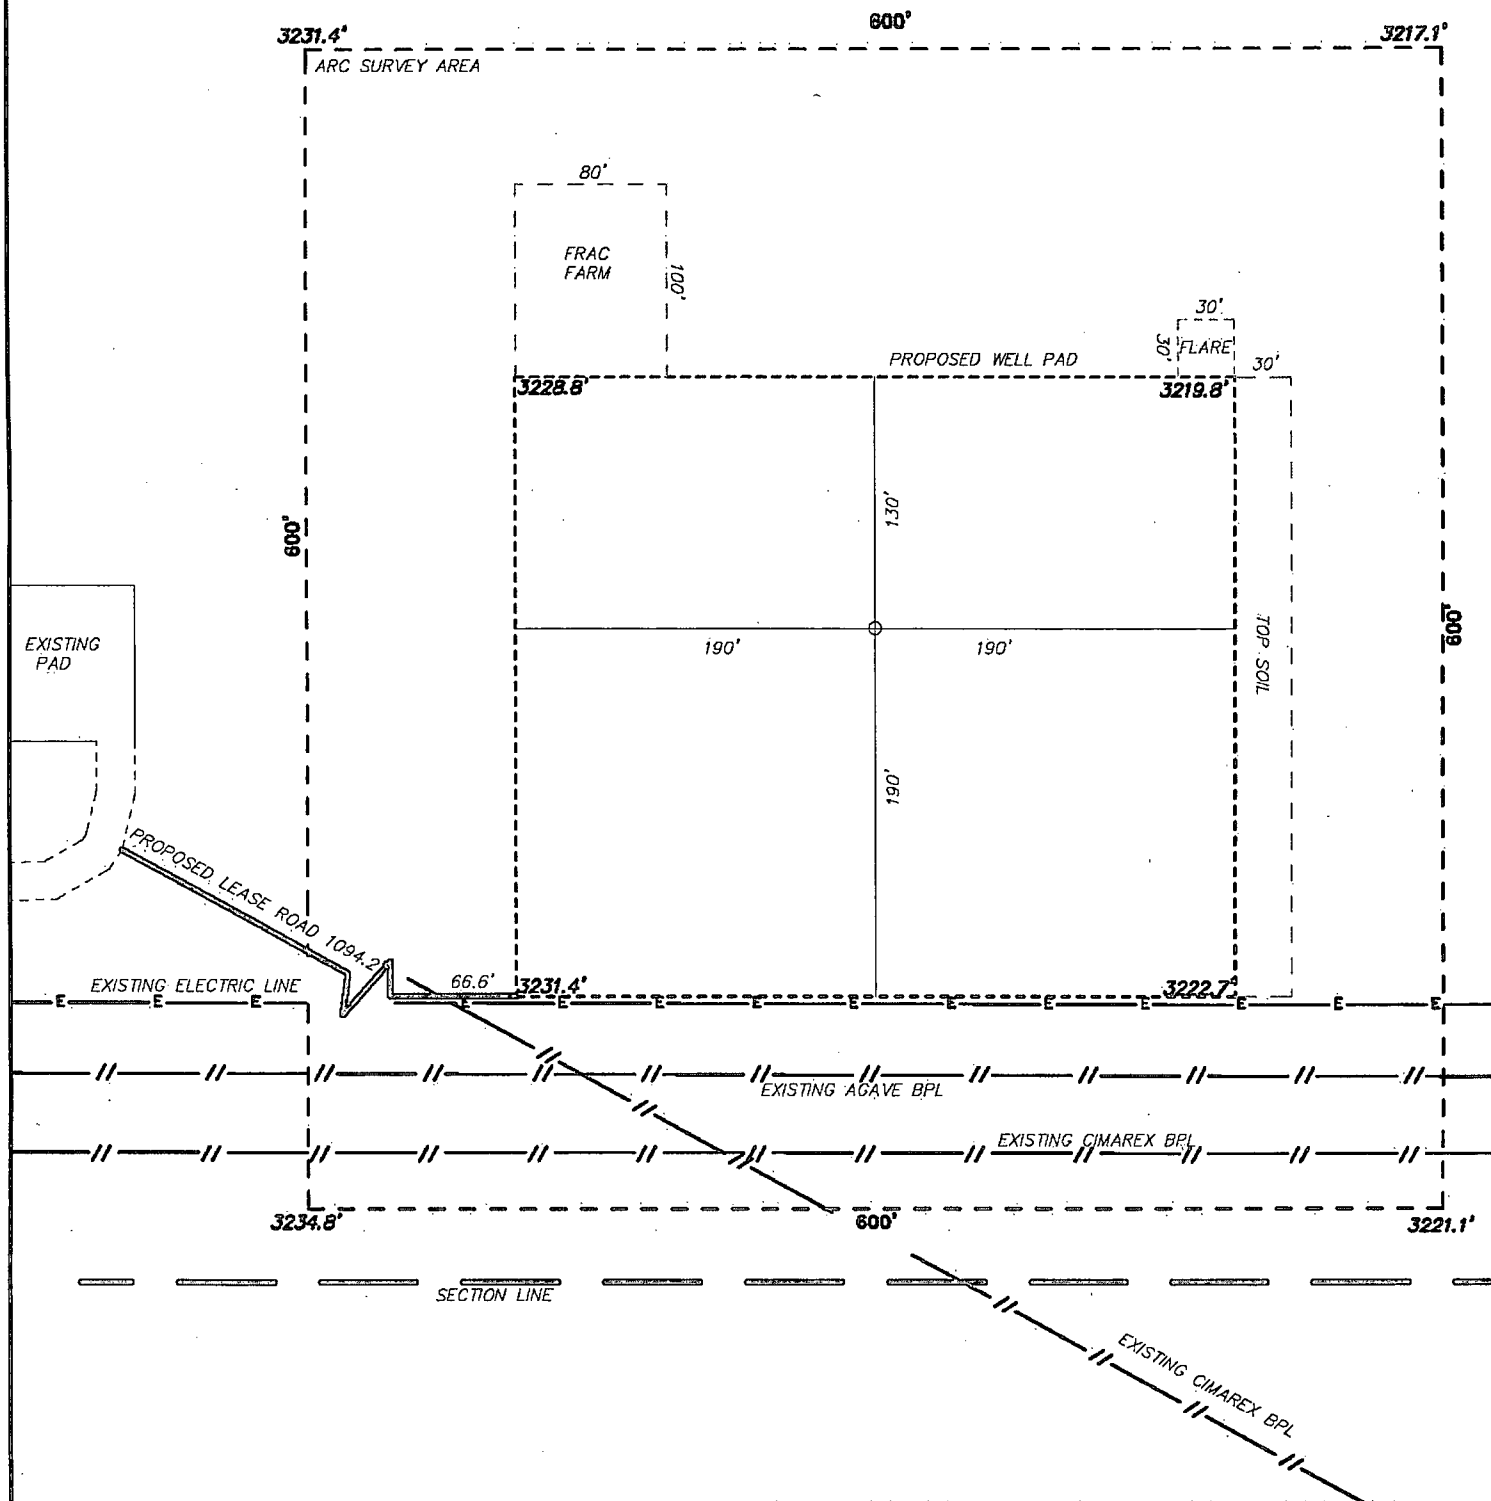 600'
3231.4'
3217.1'
ARC SURVEY AREA
80'
FRAC
FARM
100'
30'
30'
FLARE
PROPOSED WELL PAD
30'
3228.8'
3219.8'
130'
600'
600'
190'
190'
EXISTING
PAD
TOP SOIL
190'
PROPOSED LEASE ROAD 1094.2'
EXISTING ELECTRIC LINE
66.6'
3231.4'
3222.7'
E E E E E E E E E E E E E E
EXISTING AGAVE BPL
EXISTING CIMAREX BPL
3234.8'
600'
3221.1'
SECTION LINE
EXISTING CIMAREX BPL